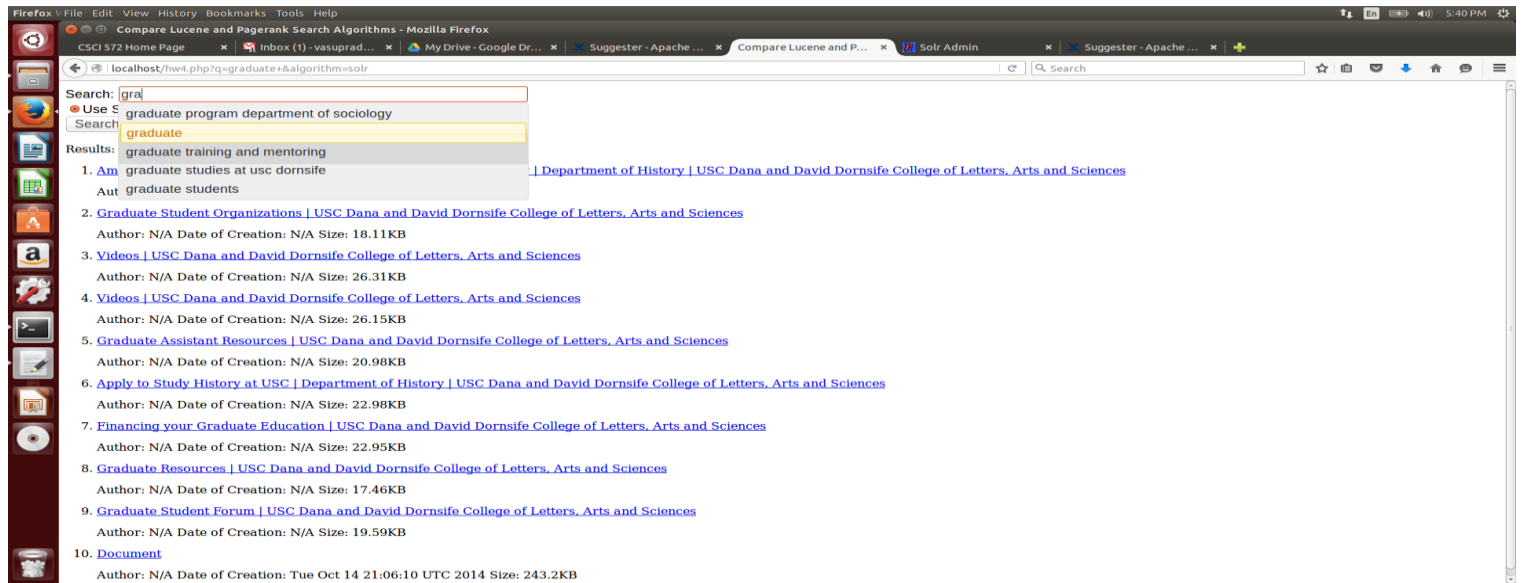 Firefox File Edit View History Bookmarks Tools Help En 5:40 PM
Compare Lucene and Pagerank Search Algorithms - Mozilla Firefox
CSCI 572 Home Page Inbox (1) - vasuprad... My Drive - Google Dr... Suggester - Apache ... Compare Lucene and P... Solr Admin Suggester - Apache ...
localhost/hw4.php?q=graduate+&algorithm=solr Search
Search: gra
Use S
graduate program department of sociology
Search
graduate
Results:
graduate training and mentoring
1. Am | Department of History | USC Dana and David Dornsife College of Letters, Arts and Sciences
graduate studies at usc dornsife
Aut
graduate students
2. Graduate Student Organizations | USC Dana and David Dornsife College of Letters, Arts and Sciences
Author: N/A Date of Creation: N/A Size: 18.11KB
3. Videos | USC Dana and David Dornsife College of Letters, Arts and Sciences
Author: N/A Date of Creation: N/A Size: 26.31KB
4. Videos | USC Dana and David Dornsife College of Letters, Arts and Sciences
Author: N/A Date of Creation: N/A Size: 26.15KB
5. Graduate Assistant Resources | USC Dana and David Dornsife College of Letters, Arts and Sciences
Author: N/A Date of Creation: N/A Size: 20.98KB
6. Apply to Study History at USC | Department of History | USC Dana and David Dornsife College of Letters, Arts and Sciences
Author: N/A Date of Creation: N/A Size: 22.98KB
7. Financing your Graduate Education | USC Dana and David Dornsife College of Letters, Arts and Sciences
Author: N/A Date of Creation: N/A Size: 22.95KB
8. Graduate Resources | USC Dana and David Dornsife College of Letters, Arts and Sciences
Author: N/A Date of Creation: N/A Size: 17.46KB
9. Graduate Student Forum | USC Dana and David Dornsife College of Letters, Arts and Sciences
Author: N/A Date of Creation: N/A Size: 19.59KB
10. Document
Author: N/A Date of Creation: Tue Oct 14 21:06:10 UTC 2014 Size: 243.2KB